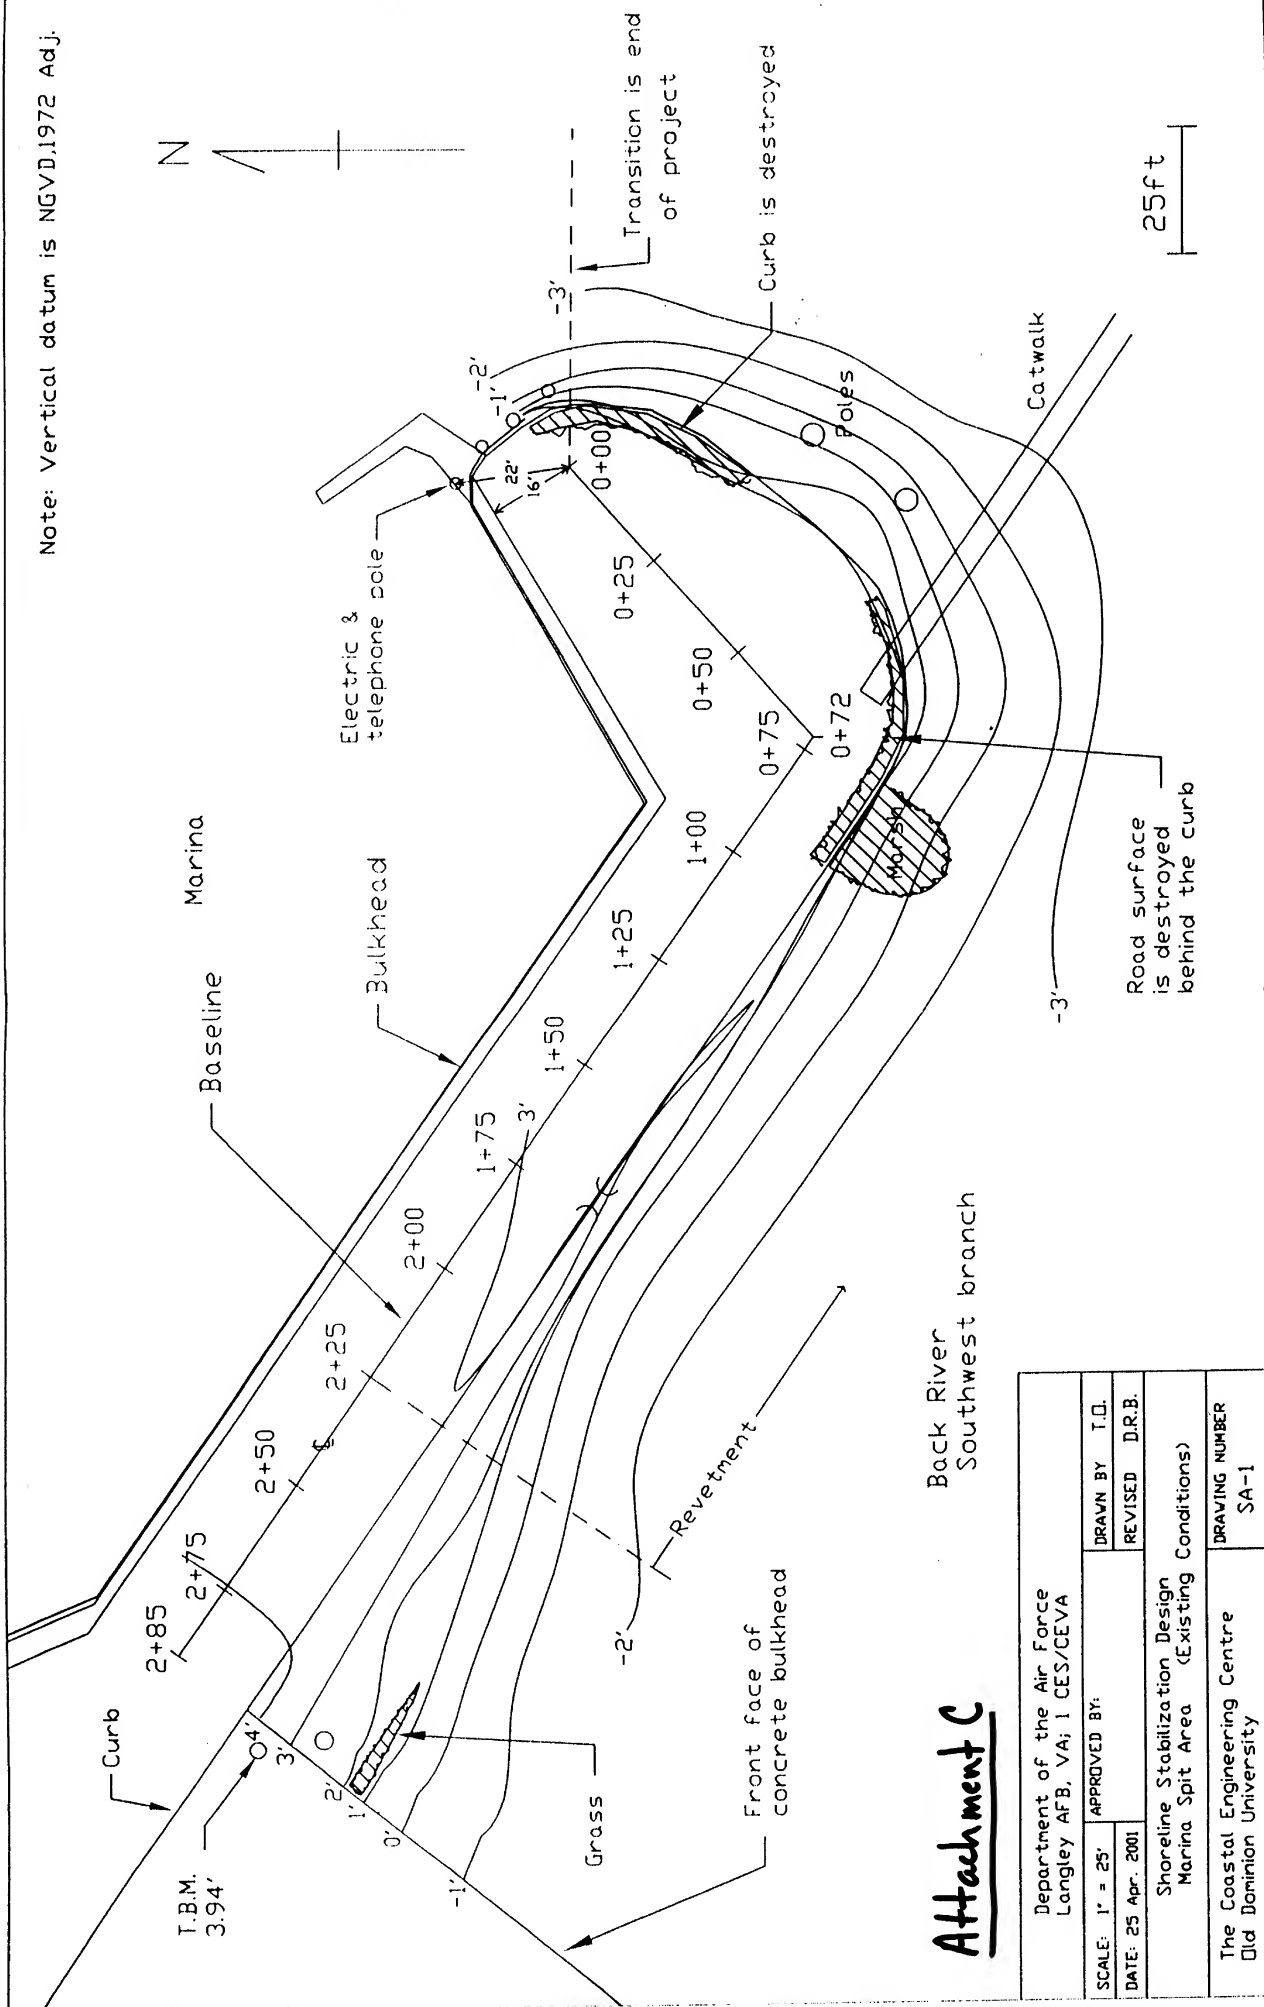 Note: Vertical datum is NGVD,1972 Adj.
N
Transition is end
of project
Curb is destroyed
25ft
Electric &
telephone pole
Marina
Bulkhead
Baseline
Curb
T.B.M.
3.94'
2+85
2+75
2+50
2+25
2+00
1+75
3'
1+50
1+25
1+00
0+75
0+72
0+50
0+25
0+00
22'
16'
-1'
-2'
-3'
Poles
Catwalk
Marsh
Road surface
is destroyed
behind the curb
-3'
4'
3'
2'
1'
0'
-1'
-2'
Grass
Revetment
Front face of
concrete bulkhead
Back River
Southwest branch
Attachment C
Department of the Air Force
Langley AFB, VA; 1 CES/CEVA
SCALE: 1" = 25'
APPROVED BY:
DRAWN BY T.O.
DATE: 25 Apr. 2001
REVISED D.R.B.
Shoreline Stabilization Design
Marina Spit Area (Existing Conditions)
The Coastal Engineering Centre
Old Dominion University
DRAWING NUMBER
SA-1